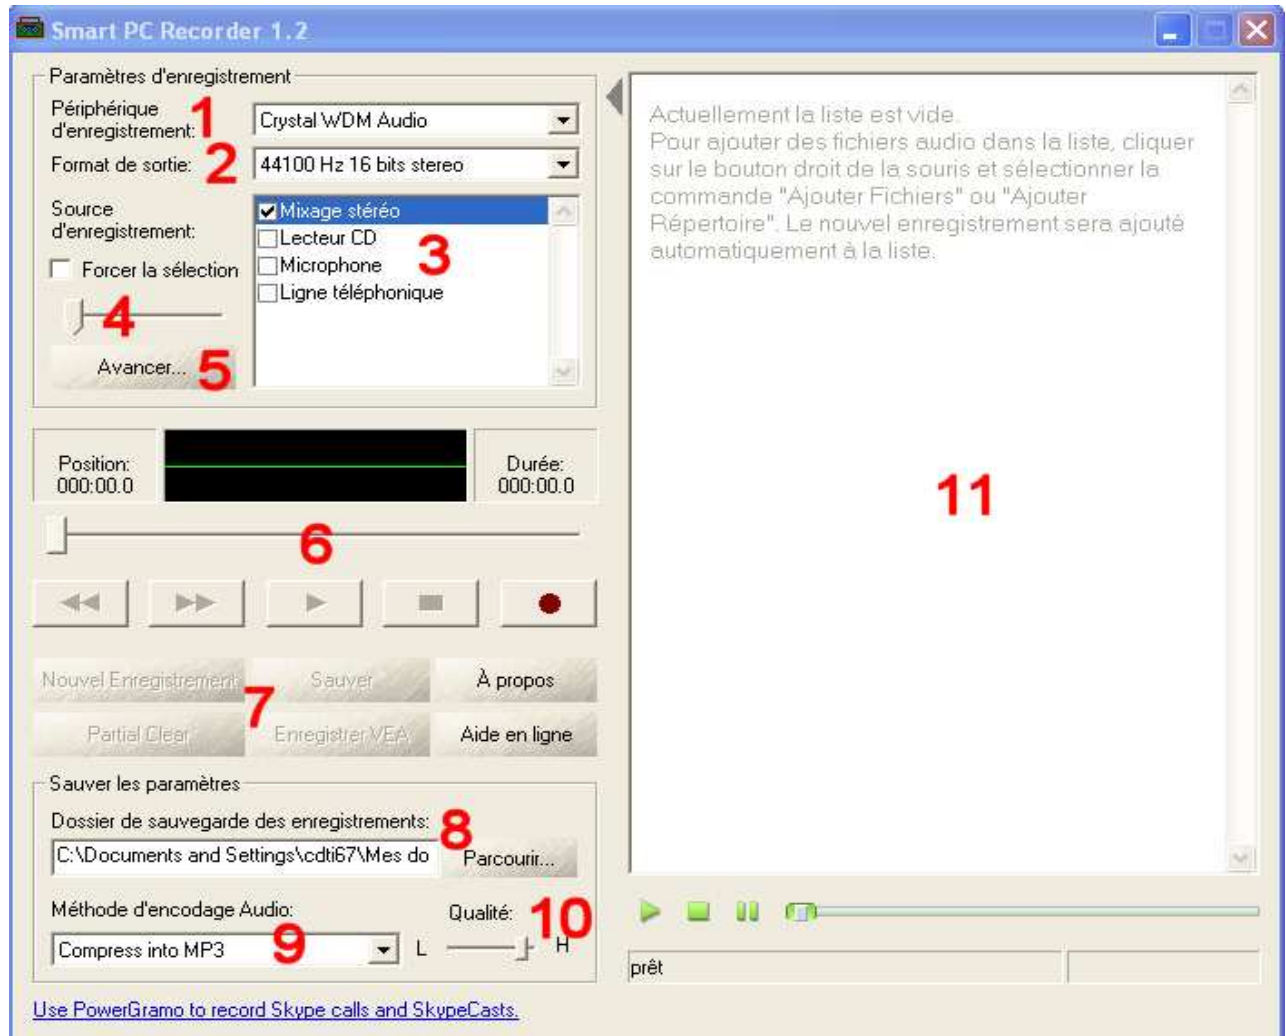 Smart PC Recorder 1.2
Paramètres d'enregistrement
Périphérique
d'enregistrement:
1
Crystal WDM Audio
Format de sortie:
2
44100 Hz 16 bits stereo
Source
d'enregistrement:
Mixage stéréo
Lecteur CD
Microphone
Ligne téléphonique
3
Forcer la sélection
4
Avancer...
5
Position:
000:00.0
Durée:
000:00.0
6
Nouvel Enregistrement
Sauver
À propos
7
Partial Clear
Enregistrer VEA
Aide en ligne
Sauver les paramètres
Dossier de sauvegarde des enregistrements:
8
C:\Documents and Settings\cdti67\Mes do
Parcourir...
Méthode d'encodage Audio:
Qualité:
10
Compress into MP3
9
L
H
Use PowerGramo to record Skype calls and SkypeCasts.
Actuellement la liste est vide.
Pour ajouter des fichiers audio dans la liste, cliquer
sur le bouton droit de la souris et sélectionner la
commande "Ajouter Fichiers" ou "Ajouter
Répertoire". Le nouvel enregistrement sera ajouté
automatiquement à la liste.
11
prêt